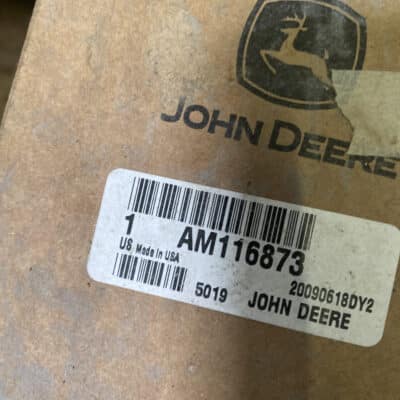 JOHN DEERE
1 AM116873
US Made in USA
20090618DY2
5019 JOHN DEERE